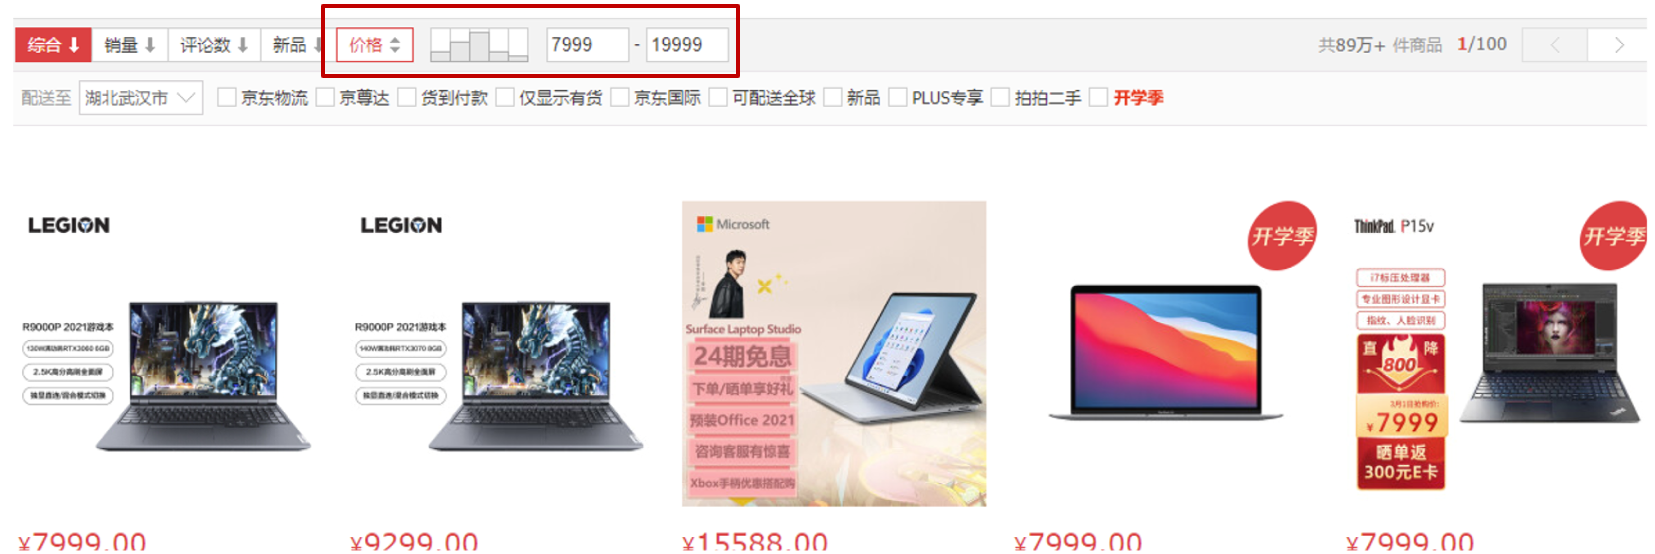 综合 销量 评论数 新品 价格 7999 - 19999 共89万+ 件商品 1/100
配送至 湖北武汉市 京东物流 京尊达 货到付款 仅显示有货 京东国际 可配送全球 新品 PLUS专享 拍拍二手 开学季
LEGION
R9000P 2021游戏本
130W满功耗RTX3060 6GB
2.5K高分高刷全面屏
独显直连/混合模式切换
¥7999.00
LEGION
R9000P 2021游戏本
140W满功耗RTX3070 8GB
2.5K高分高刷全面屏
独显直连/混合模式切换
¥9299.00
Microsoft
Surface Laptop Studio
24期免息
下单/晒单享好礼
预装Office 2021
咨询客服有惊喜
Xbox手柄优惠搭配购
¥15588.00
开学季
¥7999.00
ThinkPad P15v
开学季
i7标压处理器
专业图形设计显卡
指纹、人脸识别
直 降
800
3月1日抢购价:
¥7999
晒单返
300元E卡
¥7999.00